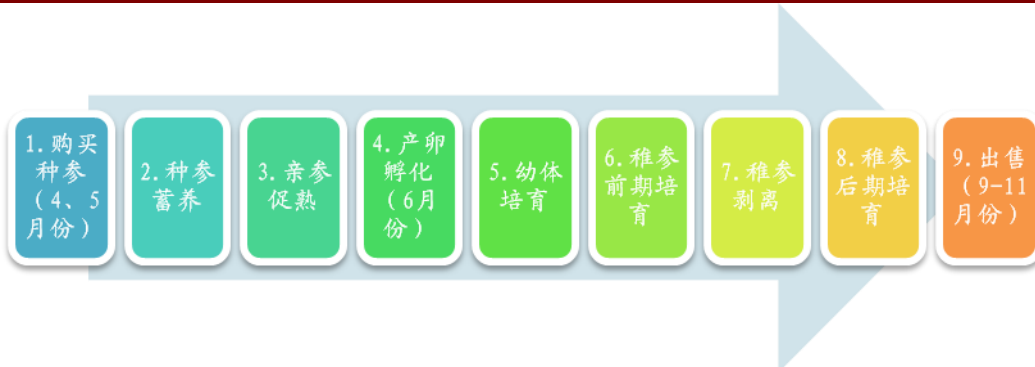 1.购买
种参
（4、5
月份）
2.种参
蓄养
3.亲参
促熟
4.产卵
孵化
（6月
份）
5.幼体
培育
6.稚参
前期培
育
7.稚参
剥离
8.稚参
后期培
育
9.出售
（9-11
月份）